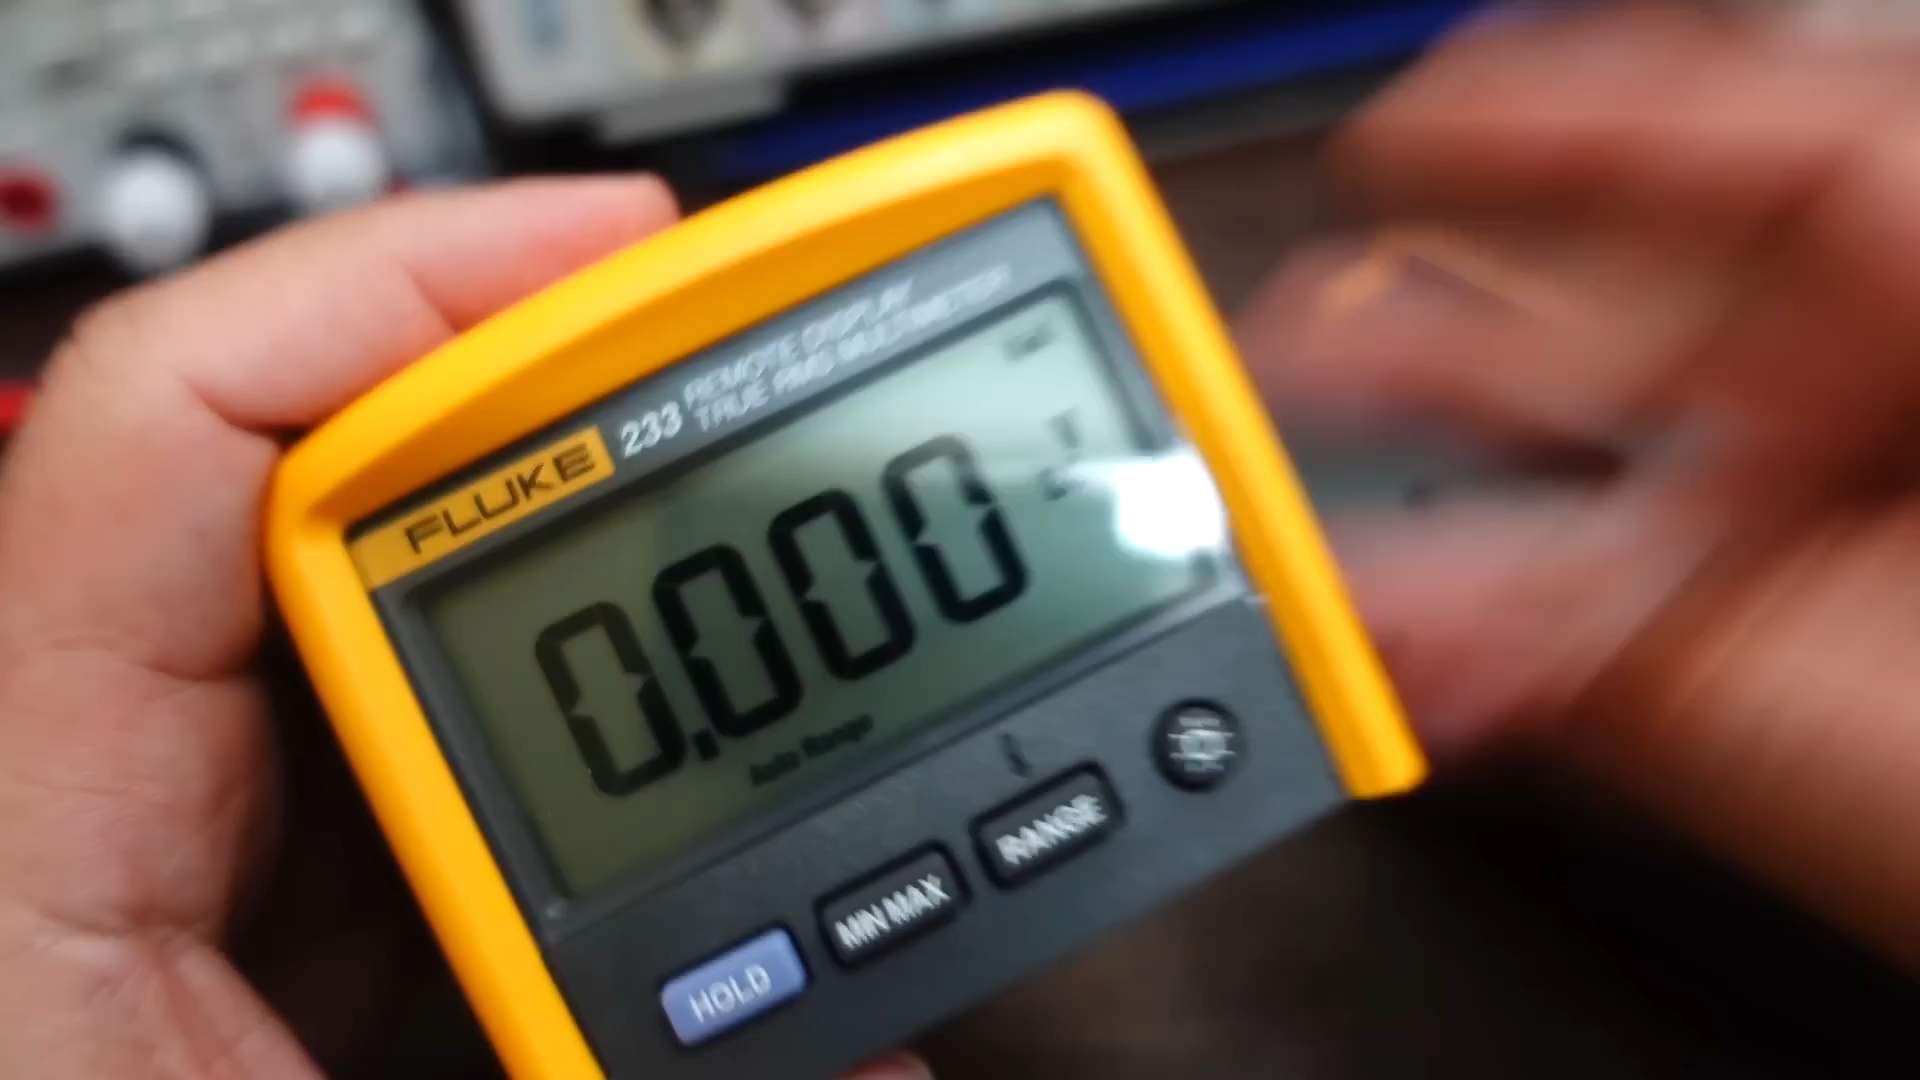 FLUKE 233 REMOTE DISPLAY
TRUE RMS MULTIMETER
0.000
V
Auto Range
HOLD MIN MAX RANGE